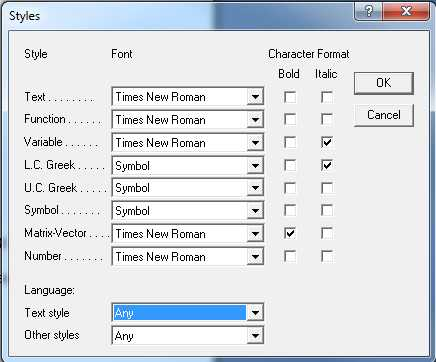 Styles
Style Font Character Format
Bold Italic
OK
Text . . . . . . . . Times New Roman
Cancel
Function . . . . . . Times New Roman
Variable . . . . . . Times New Roman
L.C. Greek . . . . . Symbol
U.C. Greek . . . . . Symbol
Symbol . . . . . . . Symbol
Matrix-Vector . . . . Times New Roman
Number . . . . . . . Times New Roman
Language:
Text style Any
Other styles Any